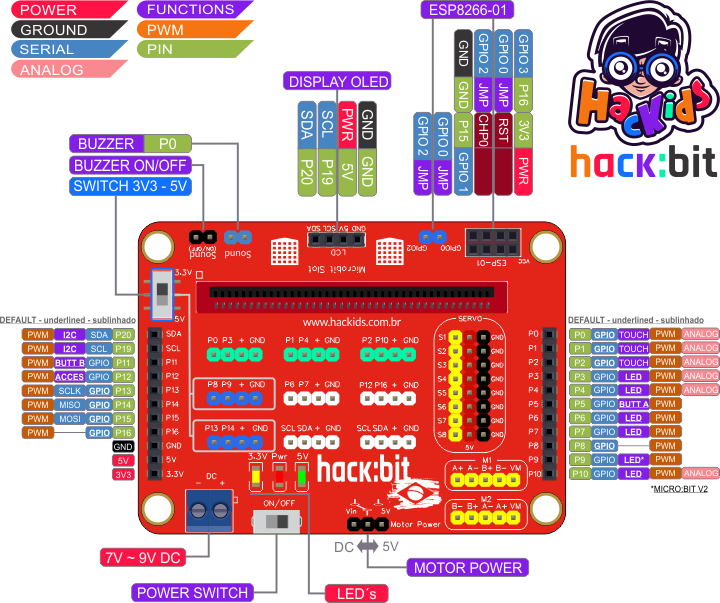 POWER
FUNCTIONS
GROUND
PWM
SERIAL
PIN
ANALOG
ESP8266-01
HacKids
hack:bit
DISPLAY OLED
SDA SCL PWR GND
P20 P19 5V GND
GPIO 2 GPIO 0
JMP JMP
GND GPIO 2 GPIO 0 GPIO 3
GND JMP JMP P16
P15 CHP0 RST 3V3
GPIO 1 PWR
BUZZER P0
BUZZER ON/OFF
SWITCH 3V3 - 5V
Sound (ON/OFF)
Sound
GND 5V SCL SDA
LCD
Microbit Slot
GPIO2 GPIO0
ESP-01
VCC
3.3V
5V
www.hackids.com.br
DEFAULT - underlined - sublinhado
PWM I2C SDA P20
PWM I2C SCL P19
PWM BUTT B GPIO P11
PWM ACCES GPIO P12
PWM SCLK GPIO P13
PWM MISO GPIO P14
PWM MOSI GPIO P15
PWM GPIO P16
GND
5V
3V3
SDA
SCL
P11
P12
P13
P14
P15
P16
GND
5V
3.3V
P0 P3 + GND
P1 P4 + GND
P2 P10 + GND
P8 P9 + GND
P6 P7 + GND
P12 P16 + GND
P13 P14 + GND
SCL SDA + GND
SCL SDA + GND
SERVO
S1 GND
S2 GND
S3 GND
S4 GND
S5 GND
S6 GND
S7 GND
S8 GND
5V
P0
P1
P2
P3
P4
P5
P6
P7
P8
P9
P10
DEFAULT - underlined - sublinhado
P0 GPIO TOUCH PWM ANALOG
P1 GPIO TOUCH PWM ANALOG
P2 GPIO TOUCH PWM ANALOG
P3 GPIO LED PWM ANALOG
P4 GPIO LED PWM ANALOG
P5 GPIO BUTT A PWM
P6 GPIO LED PWM
P7 GPIO LED PWM
P8 GPIO PWM
P9 GPIO LED* PWM
P10 GPIO LED PWM ANALOG
*MICRO:BIT V2
3.3V Pwr 5V
hack:bit
M1
A+ A- B+ B- VM
M2
B- B+ A- A+ VM
DC
- +
ON/OFF
Vin 5V
Motor Power
DC 5V
7V ~ 9V DC
POWER SWITCH
LED´s
MOTOR POWER